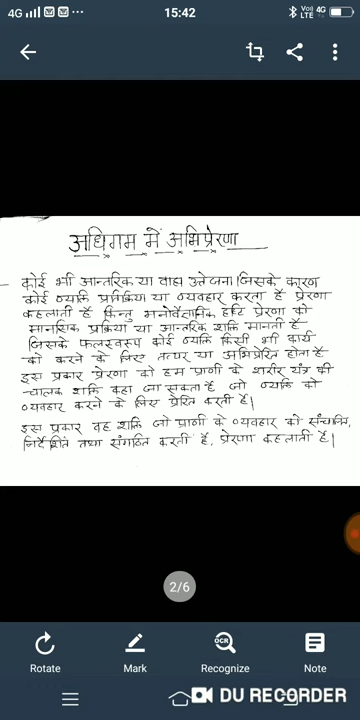 4G
15:42
Vo)
LTE
4G
अधिगम में अभिप्रेरणा
कोई भी आन्तरिक या वाह्य उत्तेजना जिसके कारण
कोई व्यक्ति प्रतिक्रिया या व्यवहार करता है प्रेरणा
कहलाती है किन्तु मनोवैज्ञानिक दृष्टि प्रेरणा को
मानसिक प्रक्रिया या आन्तरिक शक्ति मानती है
जिसके फलस्वरूप कोई व्यक्ति किसी भी कार्य
को करने के लिए तत्पर या अभिप्रेरित होता है
इस प्रकार प्रेरणा को हम प्राणी के शरीर यंत्र की
चालक शक्ति कहा जा सकता है जो व्यक्ति को
व्यवहार करने के लिए प्रेरित करती है।
इस प्रकार वह शक्ति जो प्राणी के व्यवहार को संचालित,
निर्देशित तथा संगठित करती है, प्रेरणा कहलाती है।
2/6
OCR
Rotate
Mark
Recognize
Note
DU RECORDER